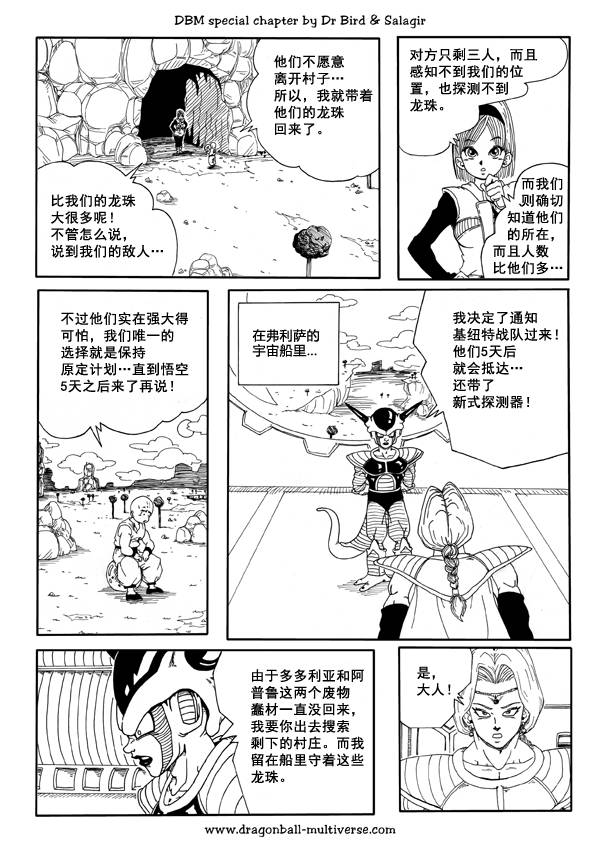 DBM special chapter by Dr Bird & Salagir
他们不愿意
离开村子…
所以，我就带着
他们的龙珠
回来了。
比我们的龙珠
大很多呢！
不管怎么说，
说到我们的敌人…
对方只剩三人，而且
感知不到我们的位
置，也探测不到
龙珠。
而我们
则确切
知道他们
的所在，
而且人数
比他们多…
不过他们实在强大得
可怕，我们唯一的
选择就是保持
原定计划…直到悟空
5天之后来了再说！
在弗利萨的
宇宙船里...
我决定了通知
基纽特战队过来！
他们5天后
就会抵达…
还带了
新式探测器！
由于多多利亚和阿
普鲁这两个废物
蠢材一直没回来，
我要你出去搜索
剩下的村庄。而我
留在船里守着这些
龙珠。
是，
大人！
www.dragonball-multiverse.com